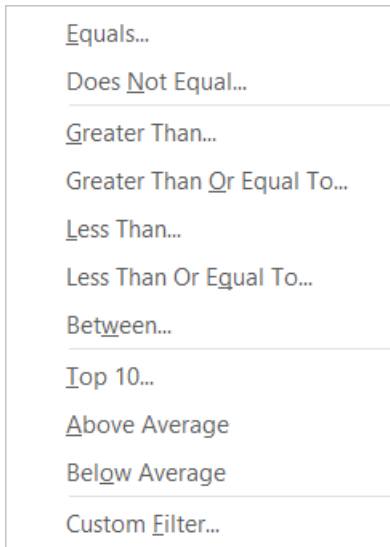 Equals...
Does Not Equal...
Greater Than...
Greater Than Or Equal To...
Less Than...
Less Than Or Equal To...
Between...
Top 10...
Above Average
Below Average
Custom Filter...